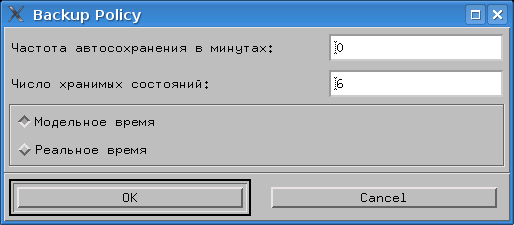 Backup Policy
Частота автосохранения в минутах: 0
Число хранимых состояний: 6
Модельное время
Реальное время
OK Cancel